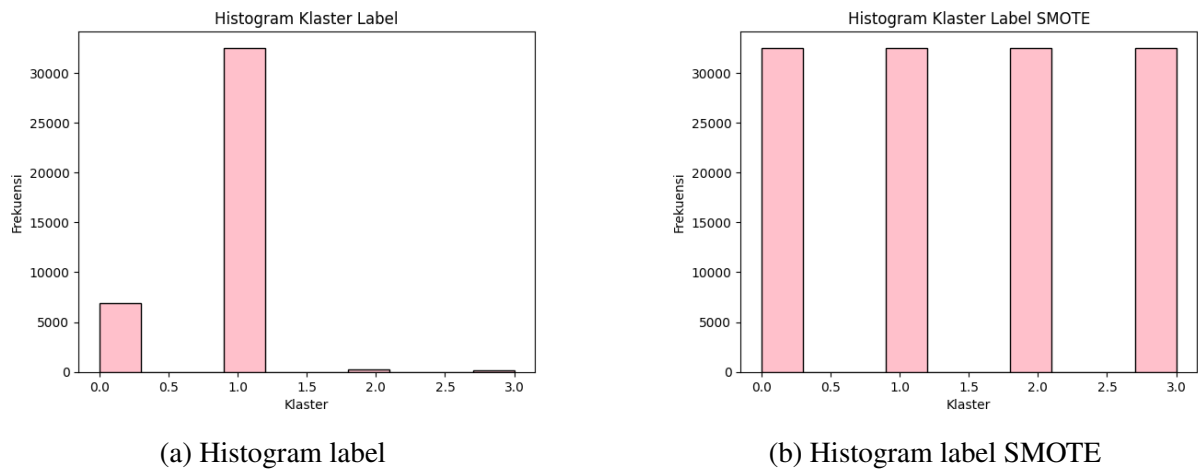 Histogram Klaster Label
30000
25000
20000
15000
10000
5000
0
Frekuensi
0.0 0.5 1.0 1.5 2.0 2.5 3.0
Klaster
(a) Histogram label
Histogram Klaster Label SMOTE
30000
25000
20000
15000
10000
5000
0
Frekuensi
0.0 0.5 1.0 1.5 2.0 2.5 3.0
Klaster
(b) Histogram label SMOTE